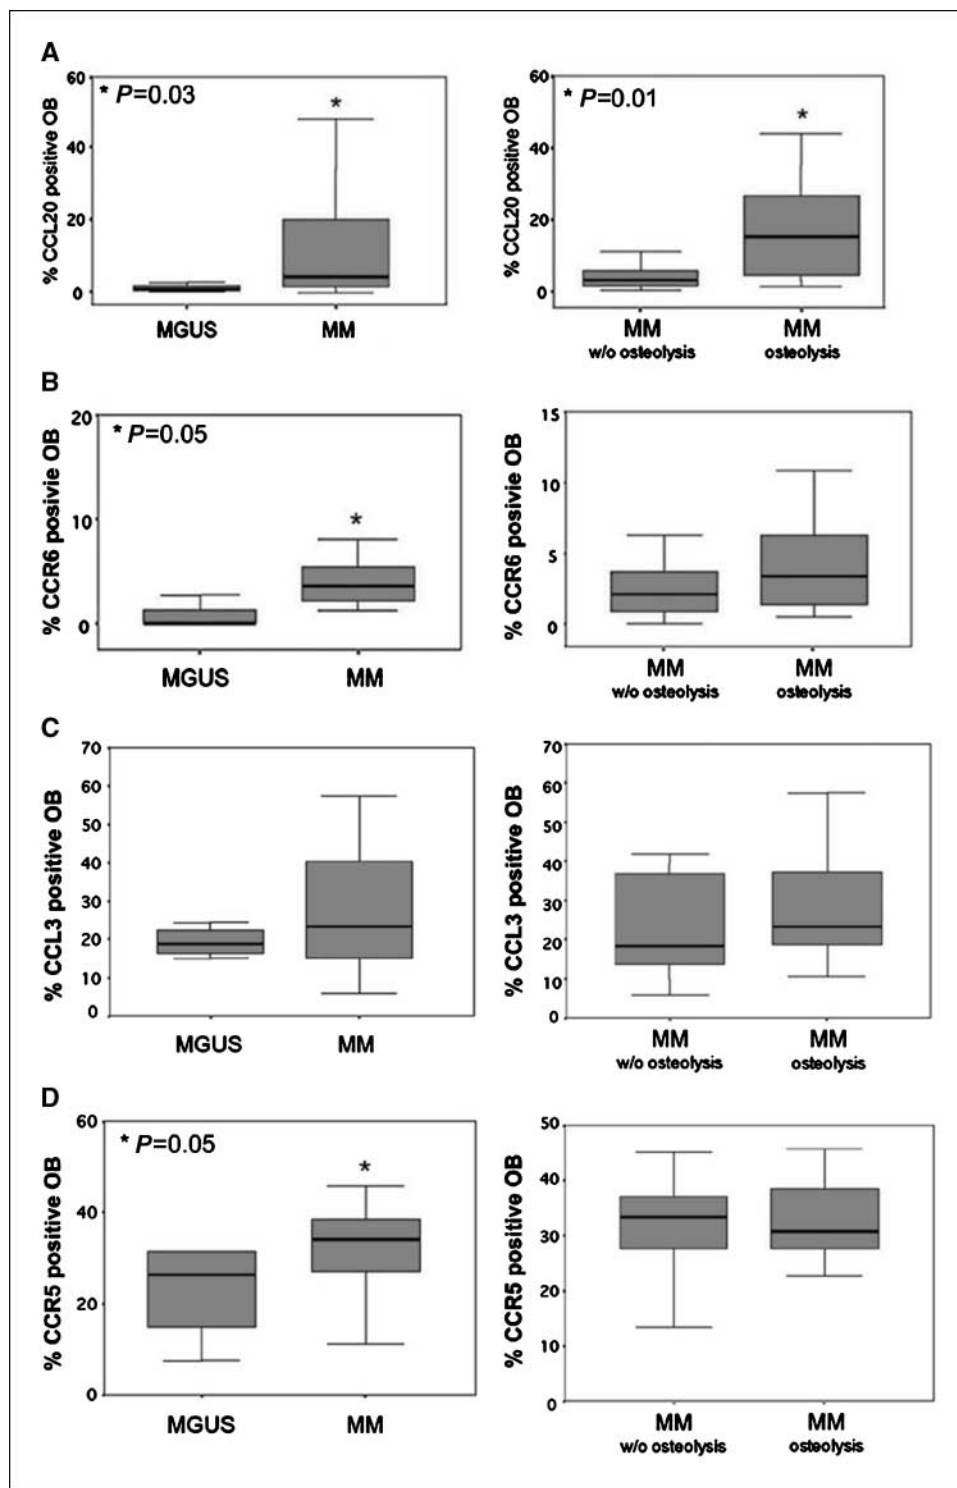 A
* P=0.03
*
% CCL20 positive OB
60
40
20
0
MGUS
MM
* P=0.01
*
% CCL20 positive OB
60
40
20
0
MM
w/o osteolysis
MM
osteolysis
B
* P=0.05
*
% CCR6 posivie OB
20
10
0
MGUS
MM
% CCR6 posivie OB
15
10
5
0
MM
w/o osteolysis
MM
osteolysis
C
% CCL3 positive OB
70
60
50
40
30
20
10
0
MGUS
MM
% CCL3 positive OB
70
60
50
40
30
20
10
0
MM
w/o osteolysis
MM
osteolysis
D
* P=0.05
*
% CCR5 positive OB
60
40
20
0
MGUS
MM
% CCR5 positive OB
50
40
30
20
10
0
MM
w/o osteolysis
MM
osteolysis